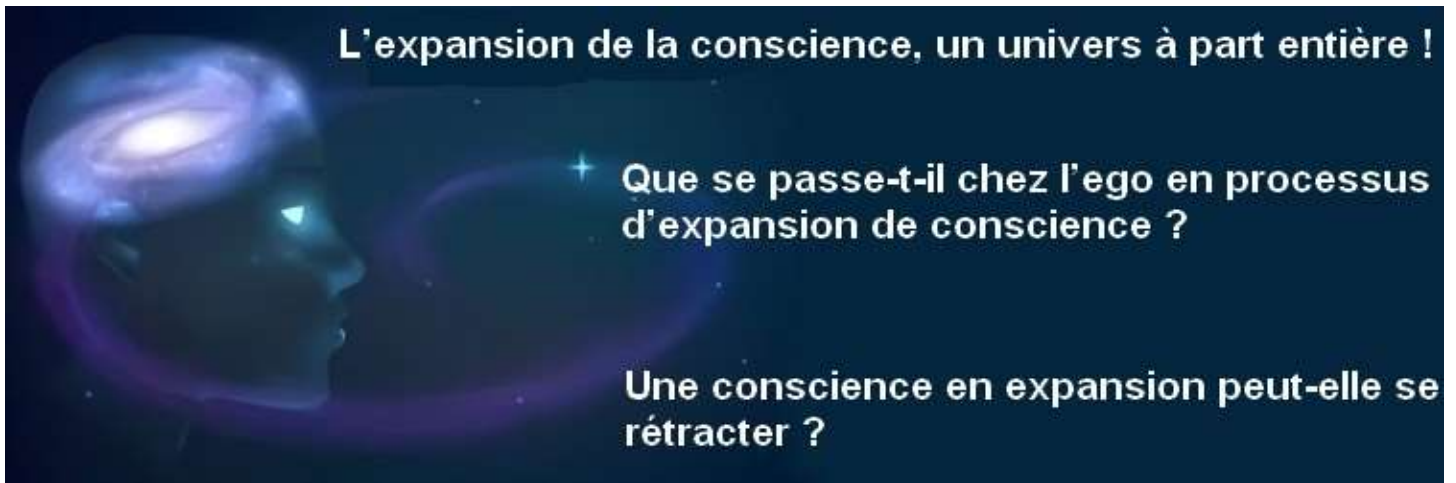 L'expansion de la conscience, un univers à part entière !
Que se passe-t-il chez l'ego en processus
d'expansion de conscience ?
Une conscience en expansion peut-elle se
rétracter ?